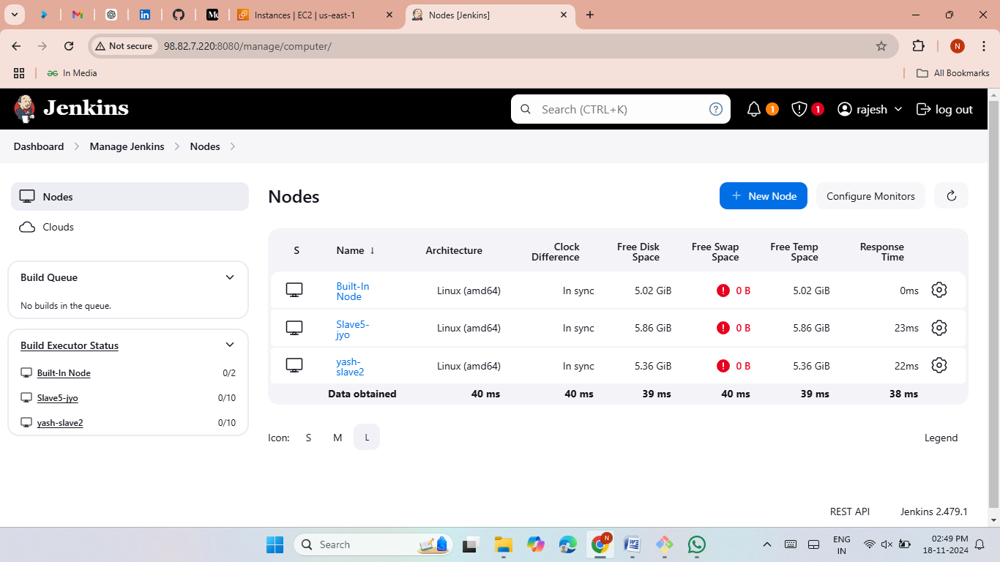 Instances | EC2 | us-east-1
Nodes [Jenkins]
Not secure
98.82.7.220:8080/manage/computer/
N
In Media
All Bookmarks
Jenkins
Search (CTRL+K)
?
1
1
rajesh
log out
Dashboard
Manage Jenkins
Nodes
Nodes
Clouds
Build Queue
No builds in the queue.
Build Executor Status
Built-In Node 0/2
Slave5-jyo 0/10
yash-slave2 0/10
Nodes
+ New Node
Configure Monitors
S Name ↓ Architecture Clock Difference Free Disk Space Free Swap Space Free Temp Space Response Time
Built-In Node Linux (amd64) In sync 5.02 GiB ! 0 B 5.02 GiB 0ms
Slave5-jyo Linux (amd64) In sync 5.86 GiB ! 0 B 5.86 GiB 23ms
yash-slave2 Linux (amd64) In sync 5.36 GiB ! 0 B 5.36 GiB 22ms
Data obtained 40 ms 40 ms 39 ms 40 ms 39 ms 38 ms
Icon: S M L
Legend
REST API
Jenkins 2.479.1
Search
N
ENG
IN
02:49 PM
18-11-2024